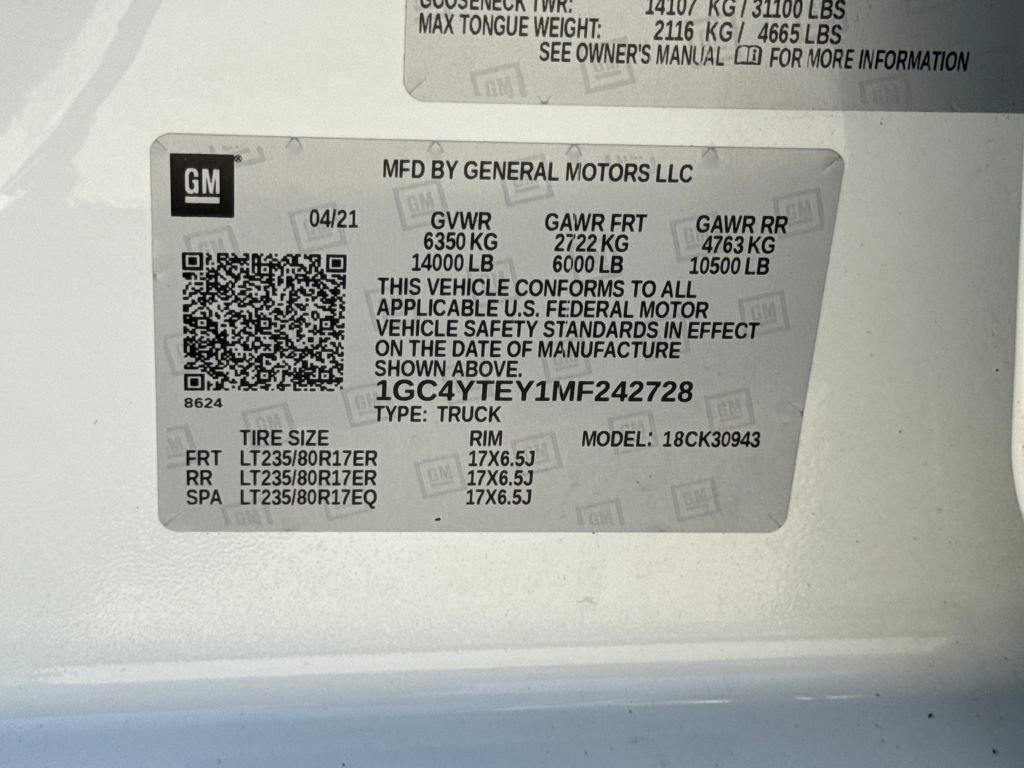 GOOSENECK TWR: 14107 KG / 31100 LBS
MAX TONGUE WEIGHT: 2116 KG / 4665 LBS
SEE OWNER'S MANUAL FOR MORE INFORMATION
GM ®
MFD BY GENERAL MOTORS LLC
04/21 GVWR GAWR FRT GAWR RR
6350 KG 2722 KG 4763 KG
14000 LB 6000 LB 10500 LB
THIS VEHICLE CONFORMS TO ALL
APPLICABLE U.S. FEDERAL MOTOR
VEHICLE SAFETY STANDARDS IN EFFECT
ON THE DATE OF MANUFACTURE
SHOWN ABOVE.
1GC4YTEY1MF242728
8624
TYPE: TRUCK
TIRE SIZE RIM MODEL: 18CK30943
FRT LT235/80R17ER 17X6.5J
RR LT235/80R17ER 17X6.5J
SPA LT235/80R17EQ 17X6.5J